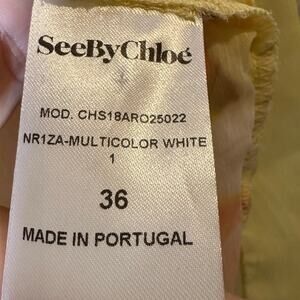 SeeByChloé
MOD. CHS18ARO25022
NR1ZA-MULTICOLOR WHITE
1
36
MADE IN PORTUGAL